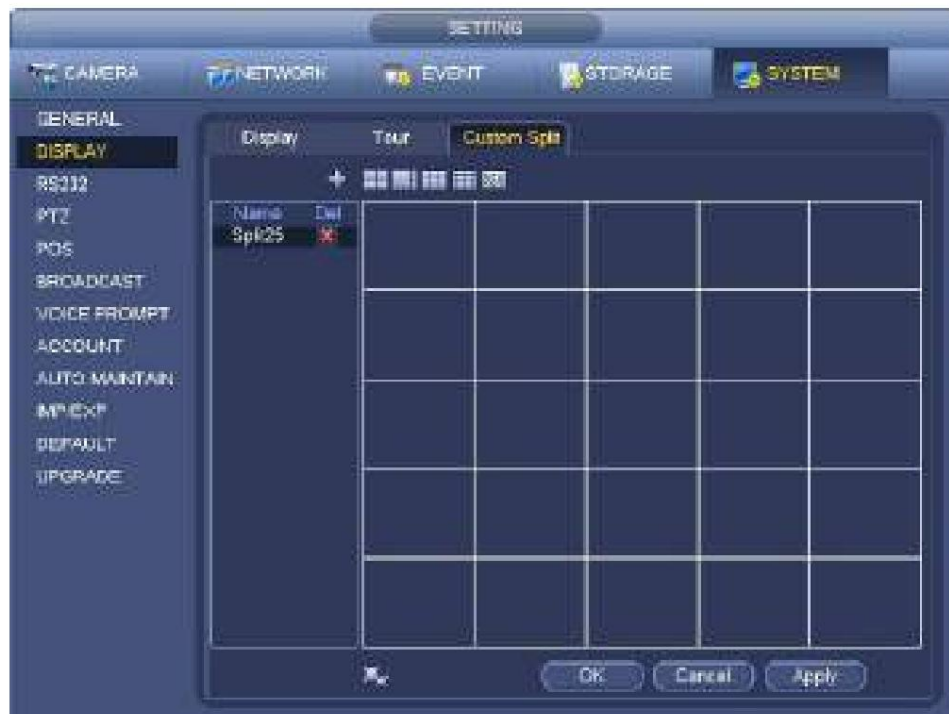 SETTING
CAMERA NETWORK EVENT STORAGE SYSTEM
GENERAL
DISPLAY
RS232
PTZ
POS
BROADCAST
VOICE PROMPT
ACCOUNT
AUTO MAINTAIN
IMP/EXP
DEFAULT
UPGRADE
Display Tour Custom Split
Name Del
Split25
OK Cancel Apply